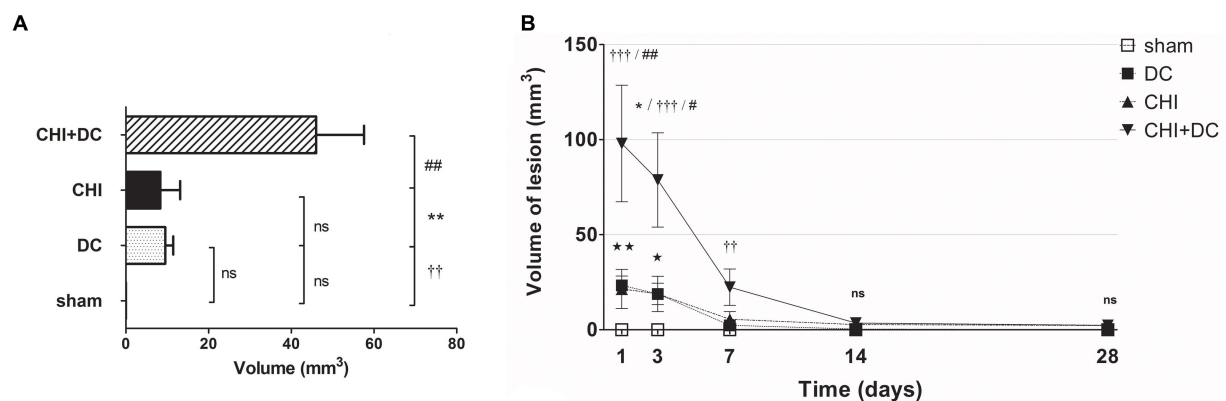 A
CHI+DC
CHI
DC
sham
##
**
††
ns
ns
ns
0 20 40 60 80
Volume (mm³)
B
Volume of lesion (mm³)
150
100
50
0
††† / ##
* / ††† / #
★★
★
††
ns
ns
1 3 7 14 28
Time (days)
sham
DC
CHI
CHI+DC